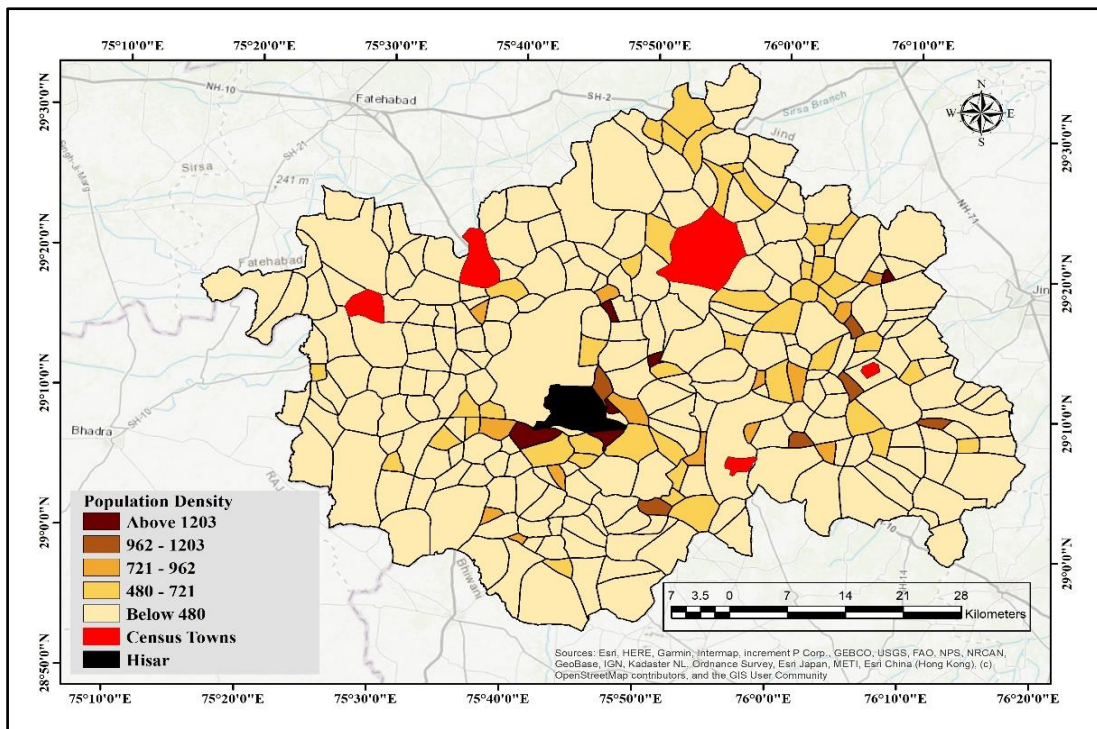 75°10'0"E 75°20'0"E 75°30'0"E 75°40'0"E 75°50'0"E 76°0'0"E 76°10'0"E
29°30'0"N
29°20'0"N
29°10'0"N
29°0'0"N
28°50'0"N
NH-10
Fatehabad
SH-2
Sirsa Branch
Jind
N
W E
S
29°30'0"N
29°20'0"N
29°10'0"N
29°0'0"N
SH-21
Sirsa
241 m
NH-71
Fatehabad
Jin
SH-10
Bhadra
RAJ
Bhiwani
Population Density
Above 1203
962 - 1203
721 - 962
480 - 721
Below 480
Census Towns
Hisar
7 3.5 0 7 14 21 28
Kilometers
Sources: Esri, HERE, Garmin, Intermap, increment P Corp., GEBCO, USGS, FAO, NPS, NRCAN,
GeoBase, IGN, Kadaster NL, Ordnance Survey, Esri Japan, METI, Esri China (Hong Kong), (c)
OpenStreetMap contributors, and the GIS User Community
75°10'0"E 75°20'0"E 75°30'0"E 75°40'0"E 75°50'0"E 76°0'0"E 76°10'0"E 76°20'0"E